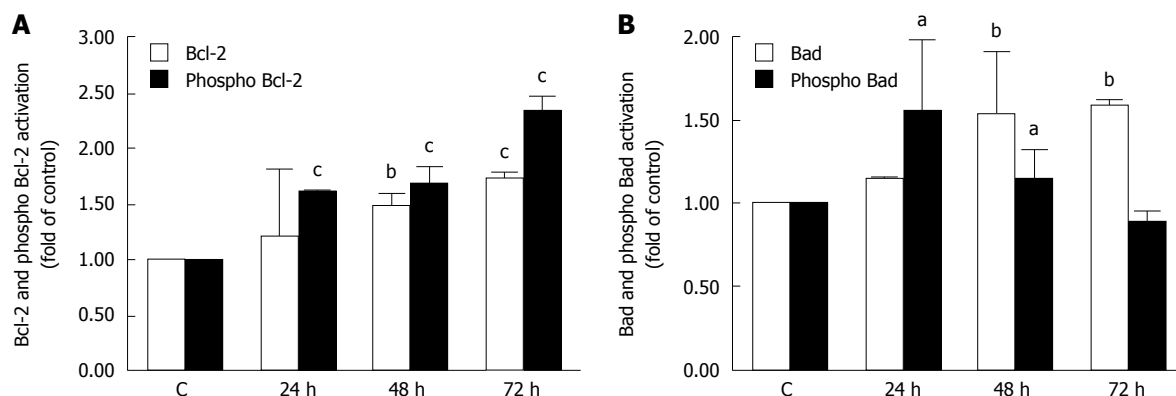 A
Bcl-2 and phospho Bcl-2 activation
(fold of control)
3.00
2.50
2.00
1.50
1.00
0.50
0.00
Bcl-2
Phospho Bcl-2
c
b
c
c
c
C
24 h
48 h
72 h
B
Bad and phospho Bad activation
(fold of control)
2.00
1.50
1.00
0.50
0.00
Bad
Phospho Bad
a
b
a
b
C
24 h
48 h
72 h